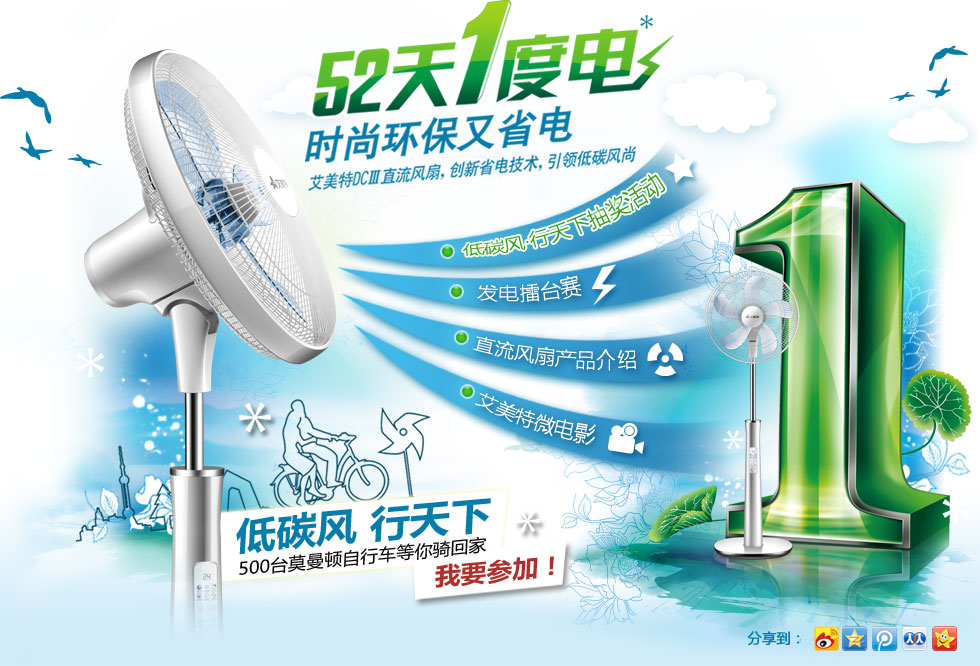 52天1度电*
时尚环保又省电
艾美特DCⅢ直流风扇,创新省电技术,引领低碳风尚
低碳风·行天下抽奖活动
发电擂台赛
直流风扇产品介绍
艾美特微电影
低碳风 行天下
500台莫曼顿自行车等你骑回家
我要参加!
分享到: